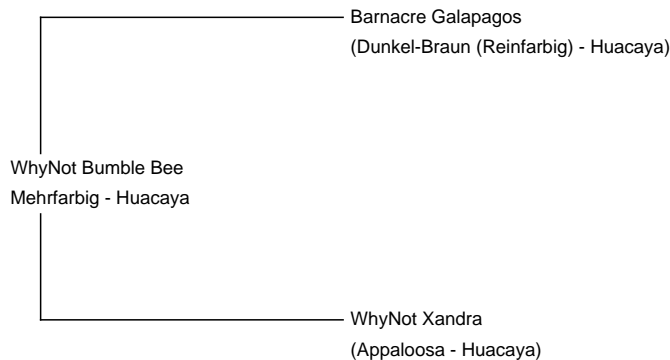 Barnacre Galapagos
(Dunkel-Braun (Reinfarbig) - Huacaya)
WhyNot Bumble Bee
Mehrfarbig - Huacaya
WhyNot Xandra
(Appaloosa - Huacaya)